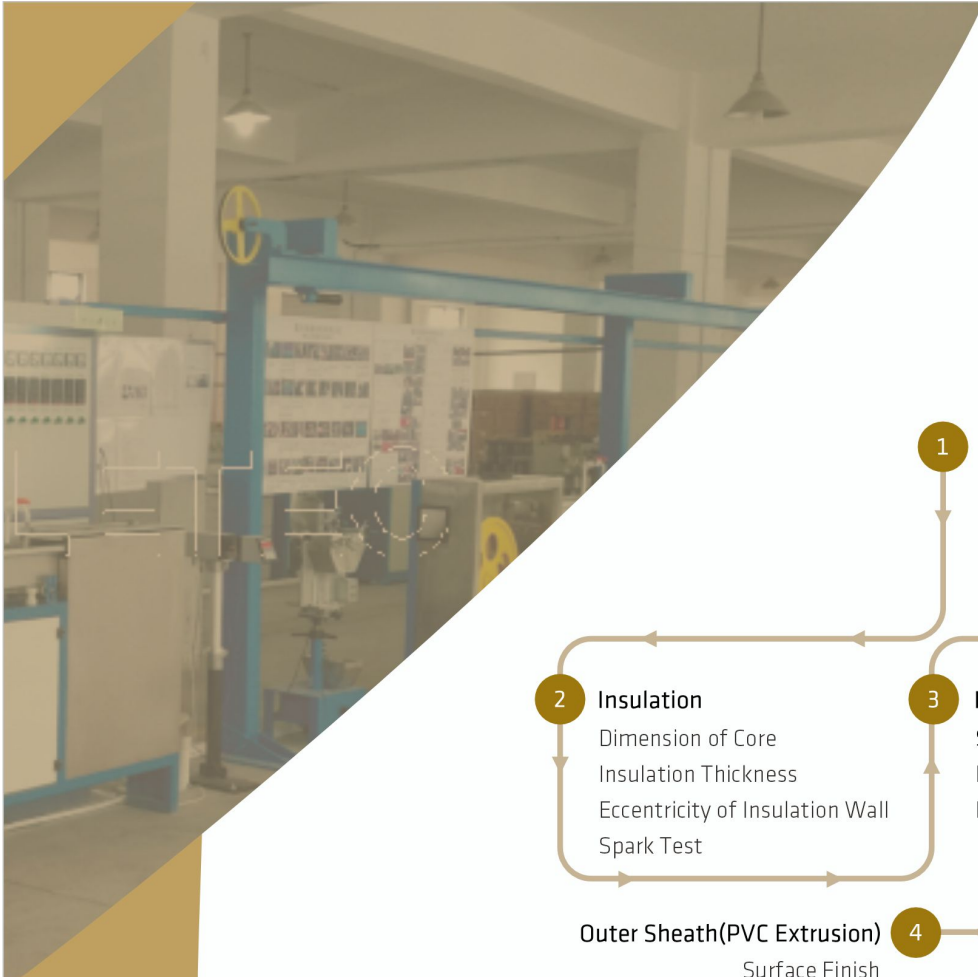 1
2
Insulation
Dimension of Core
Insulation Thickness
Eccentricity of Insulation Wall
Spark Test
3
Outer Sheath(PVC Extrusion)
4
Surface Finish